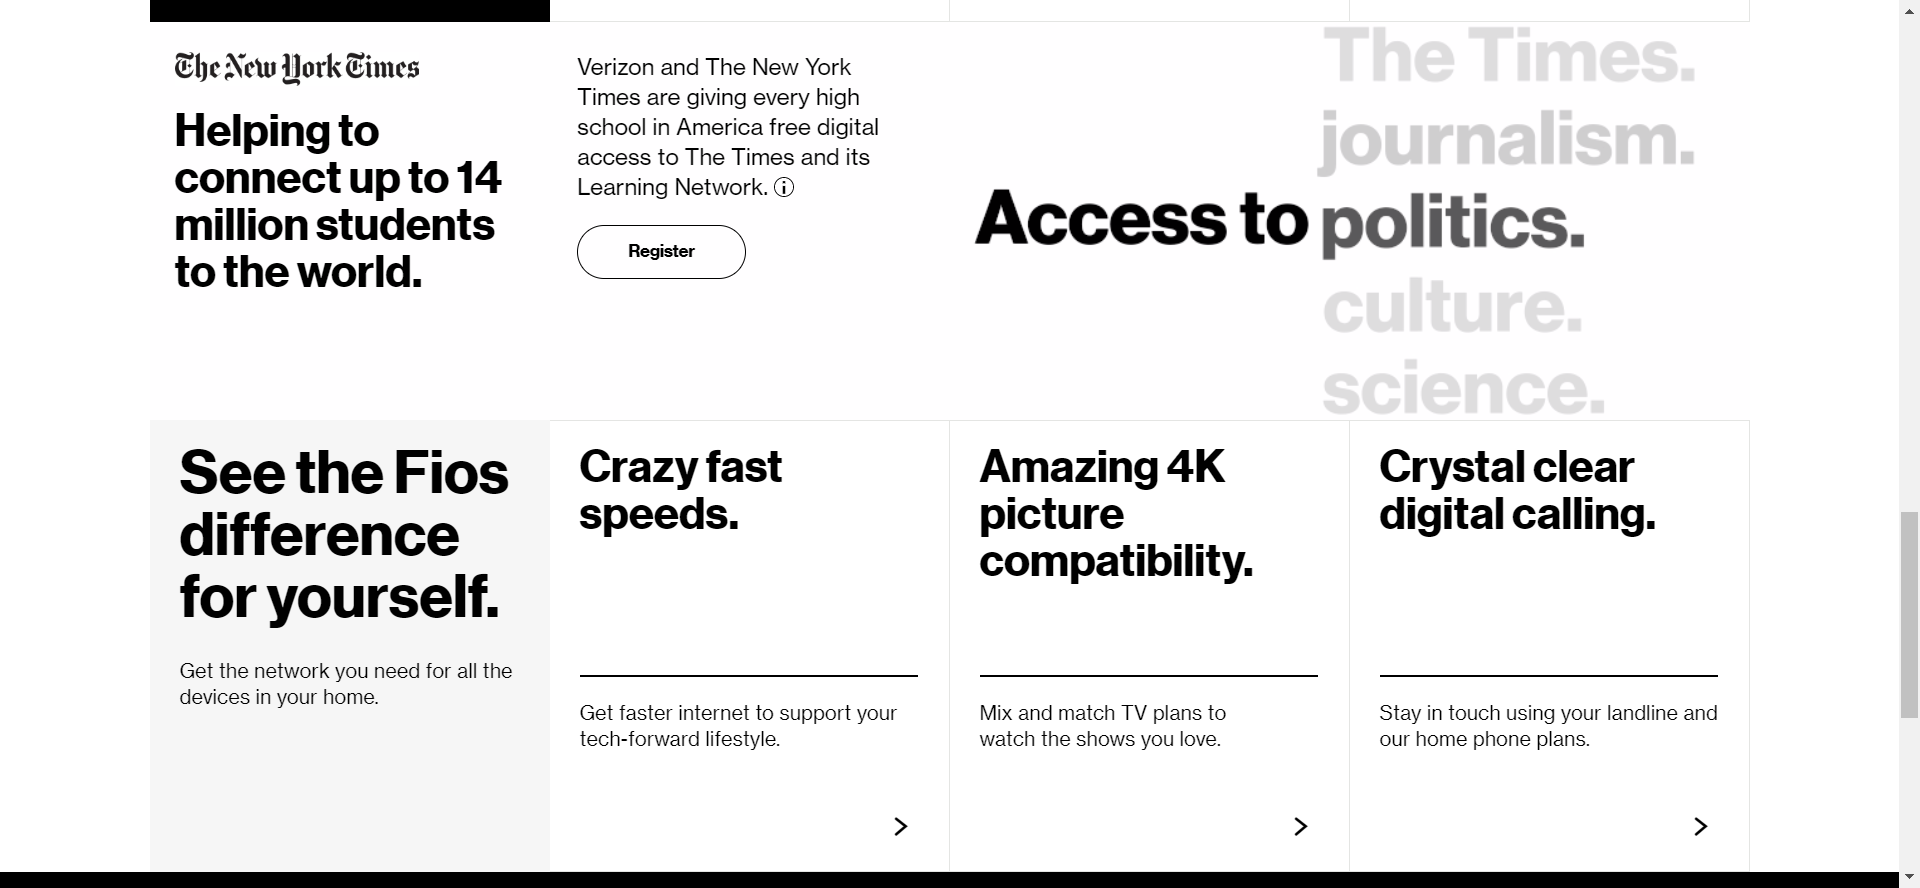 The New York Times
Helping to
connect up to 14
million students
to the world.
Verizon and The New York
Times are giving every high
school in America free digital
access to The Times and its
Learning Network.
Register
Access to
The Times.
journalism.
politics.
culture.
science.
See the Fios
difference
for yourself.
Get the network you need for all the
devices in your home.
Crazy fast
speeds.
Get faster internet to support your
tech-forward lifestyle.
Amazing 4K
picture
compatibility.
Mix and match TV plans to
watch the shows you love.
Crystal clear
digital calling.
Stay in touch using your landline and
our home phone plans.